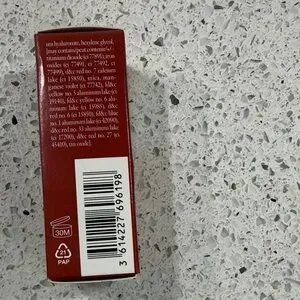 um hyaluronate, hexylene glycol,
[may contain/peut contenir/+/-
titanium dioxide (ci 77891), iron
oxides (ci 77491, ci 77492, ci
77499), d&c red no. 7 calcium
lake (ci 15850), mica, man-
ganese violet (ci 77742), fd&c
yellow no. 5 aluminum lake (ci
19140), fd&c yellow no. 6 alu-
minum lake (ci 15985), d&c
red no. 6 (ci 15850), fd&c blue
no. 1 aluminum lake (ci 42090),
d&c red no. 33 aluminum lake
(ci 17200), d&c red no. 27 (ci
45410), tin oxide].
30M
21
PAP
3 614227 696198